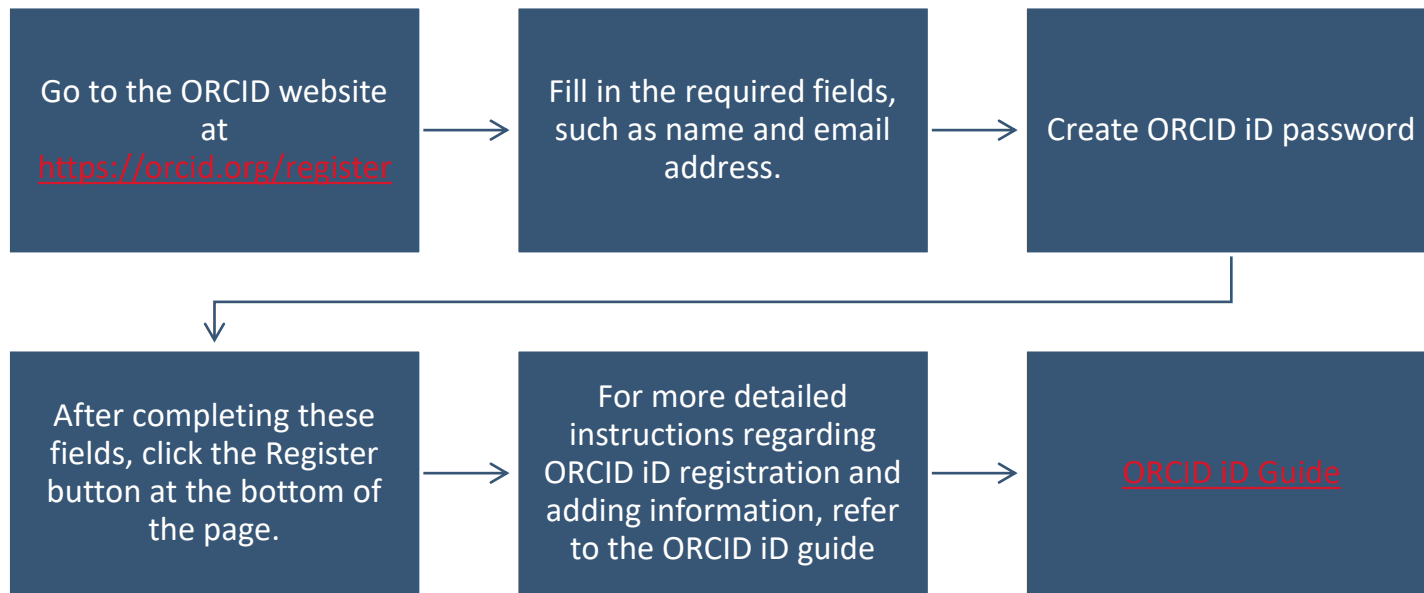 Go to the ORCID website
at
https://orcid.org/register
Fill in the required fields,
such as name and email
address.
Create ORCID iD password
After completing these
fields, click the Register
button at the bottom of
the page.
For more detailed
instructions regarding
ORCID iD registration and
adding information, refer
to the ORCID iD guide
ORCID iD Guide